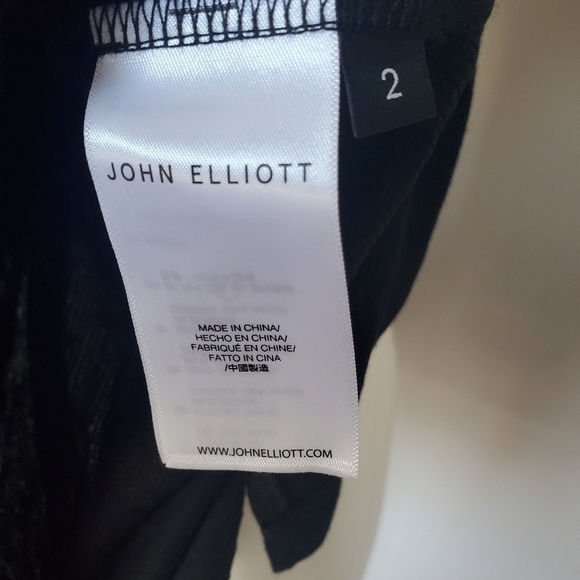 2
JOHN ELLIOTT
MADE IN CHINA/
HECHO EN CHINA/
FABRIQUÉ EN CHINE/
FATTO IN CINA
/中國製造
WWW.JOHNELLIOTT.COM